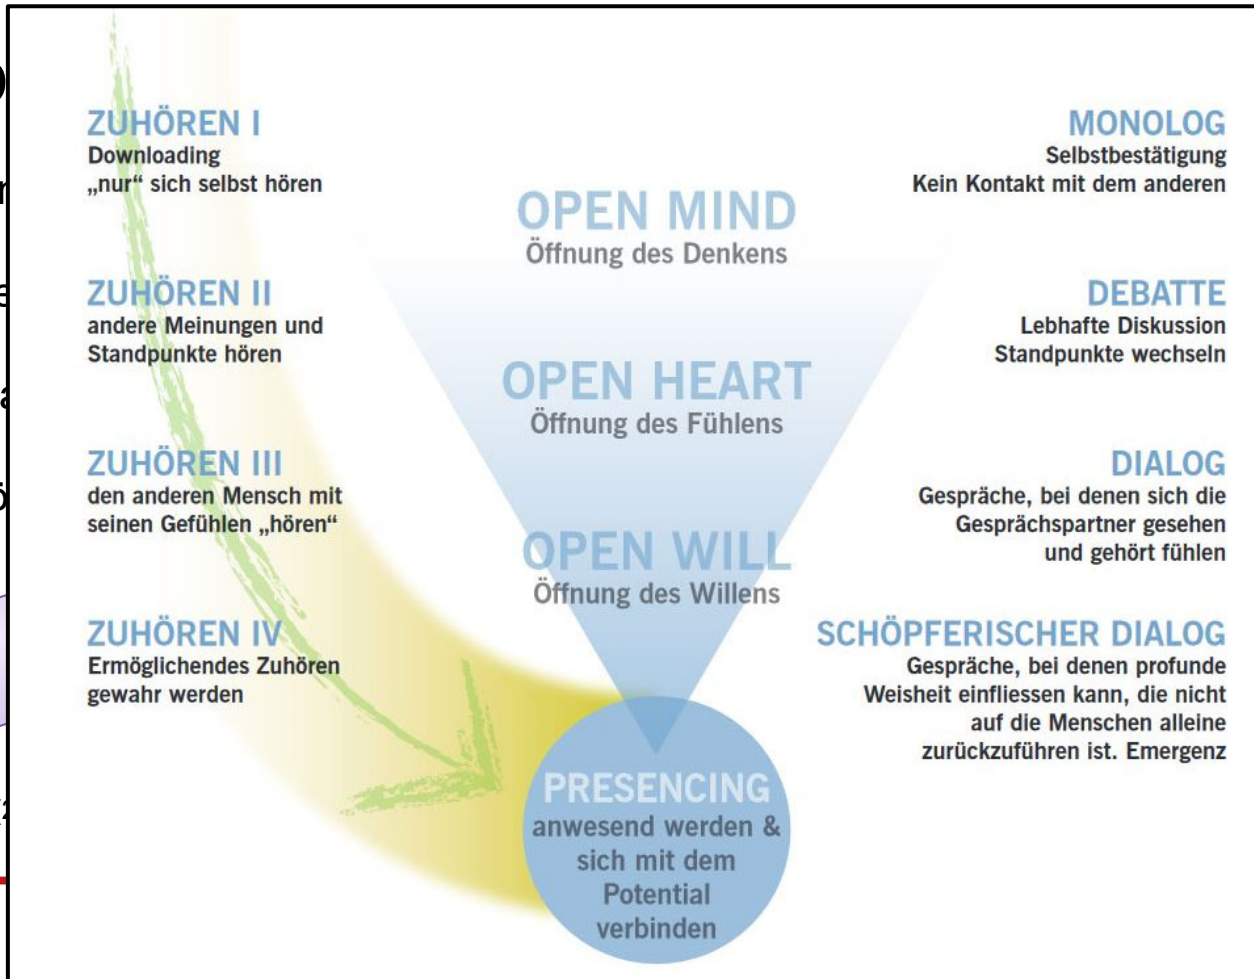 ZUHÖREN I
Downloading
„nur“ sich selbst hören
ZUHÖREN II
andere Meinungen und
Standpunkte hören
ZUHÖREN III
den anderen Mensch mit
seinen Gefühlen „hören“
ZUHÖREN IV
Ermöglichendes Zuhören
gewahr werden
OPEN MIND
Öffnung des Denkens
OPEN HEART
Öffnung des Fühlens
OPEN WILL
Öffnung des Willens
PRESENCING
anwesend werden &
sich mit dem
Potential
verbinden
MONOLOG
Selbstbestätigung
Kein Kontakt mit dem anderen
DEBATTE
Lebhafte Diskussion
Standpunkte wechseln
DIALOG
Gespräche, bei denen sich die
Gesprächspartner gesehen
und gehört fühlen
SCHÖPFERISCHER DIALOG
Gespräche, bei denen profunde
Weisheit einfliessen kann, die nicht
auf die Menschen alleine
zurückzuführen ist. Emergenz